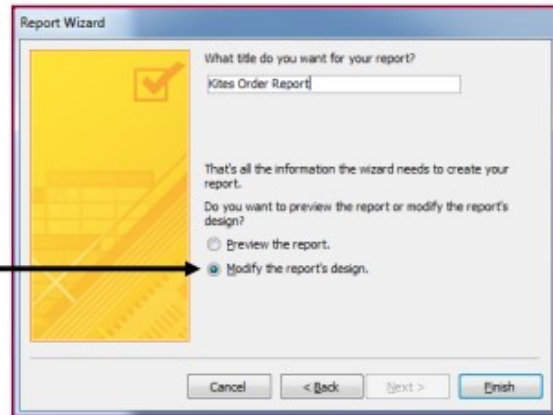 Report Wizard
What title do you want for your report?
Kites Order Report
That's all the information the wizard needs to create your
report.
Do you want to preview the report or modify the report's
design?
Preview the report.
Modify the report's design.
Cancel
< Back
Next >
Finish